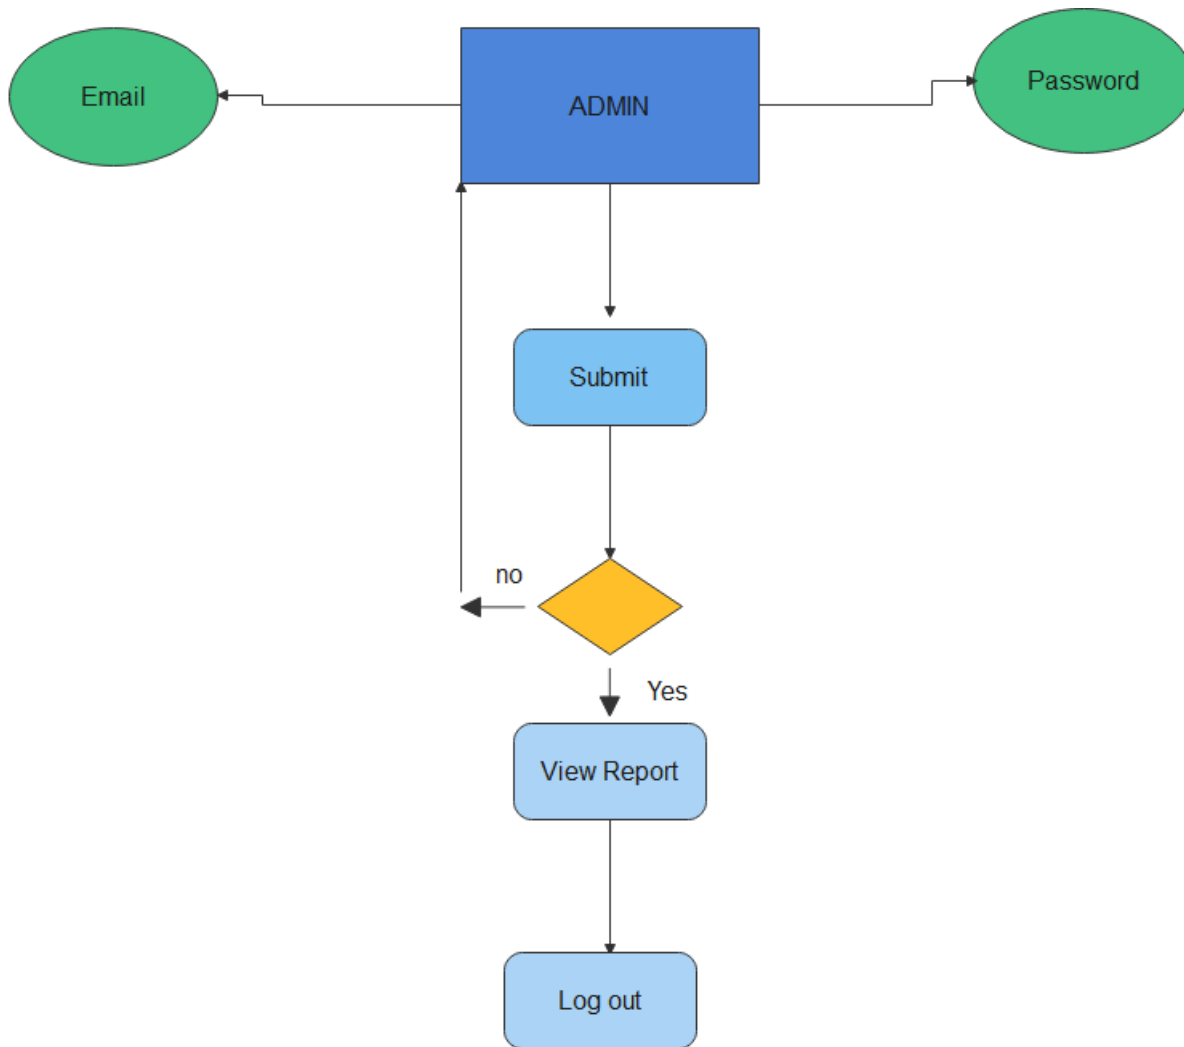 Email
ADMIN
Password
Submit
no
Yes
View Report
Log out